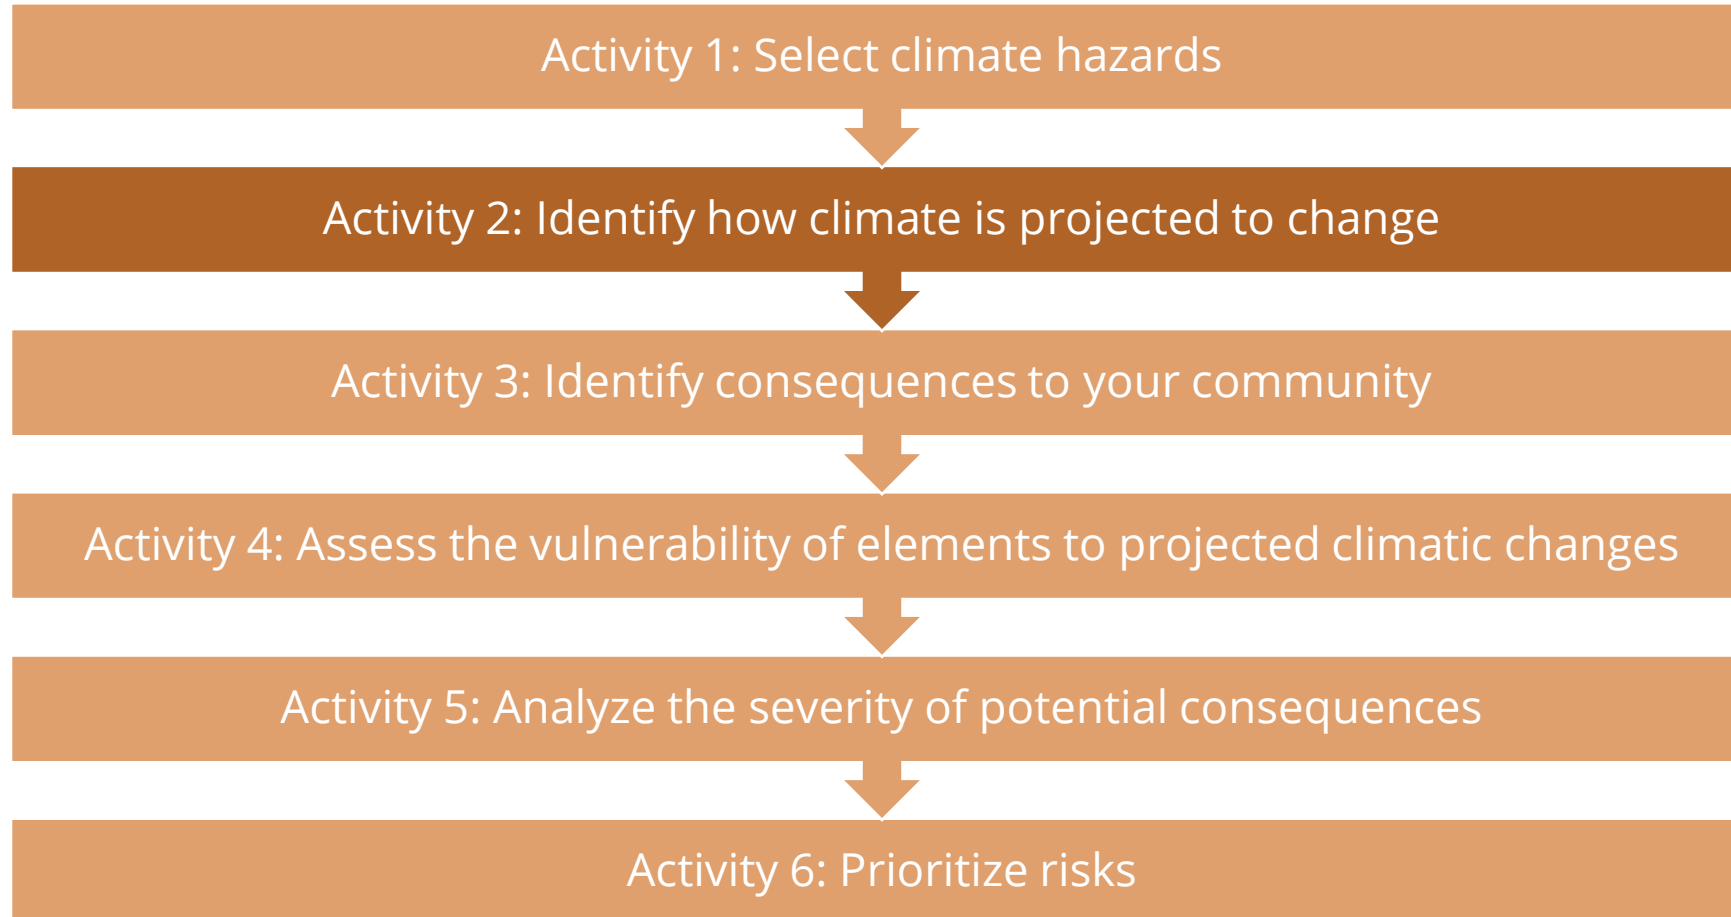 Activity 1: Select climate hazards
Activity 2: Identify how climate is projected to change
Activity 3: Identify consequences to your community
Activity 4: Assess the vulnerability of elements to projected climatic changes
Activity 5: Analyze the severity of potential consequences
Activity 6: Prioritize risks